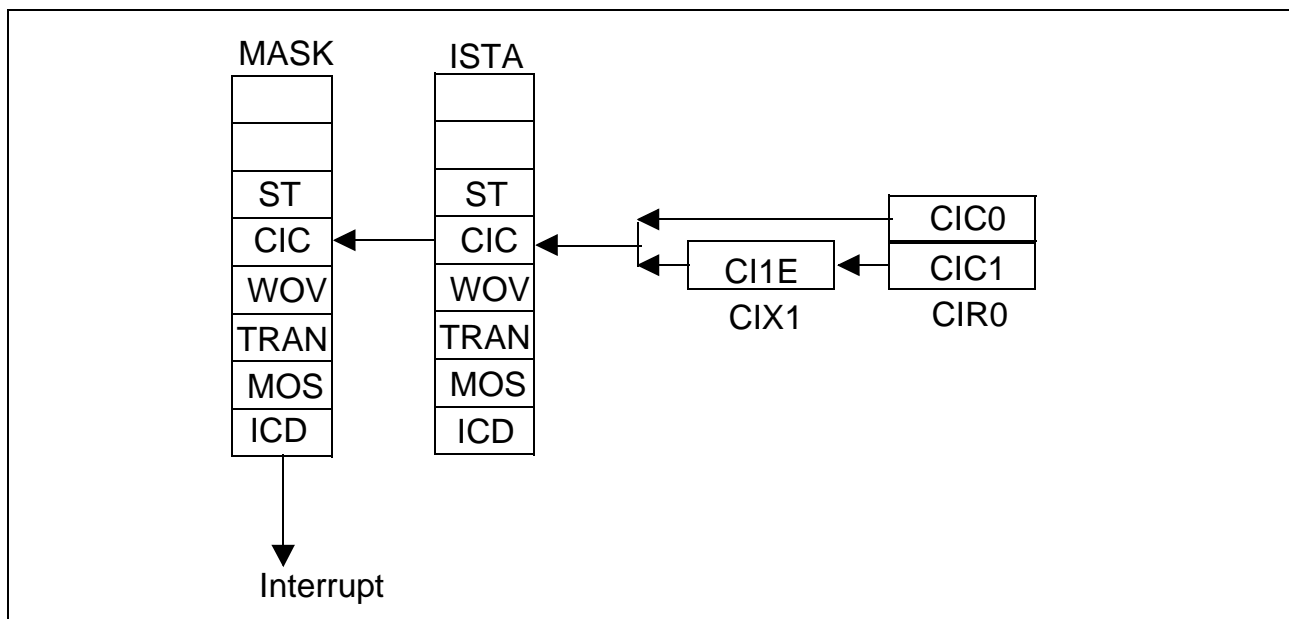 MASK
ISTA
ST
CIC
WOV
TRAN
MOS
ICD
ST
CIC
WOV
TRAN
MOS
ICD
CI1E
CIX1
CIC0
CIC1
CIR0
Interrupt